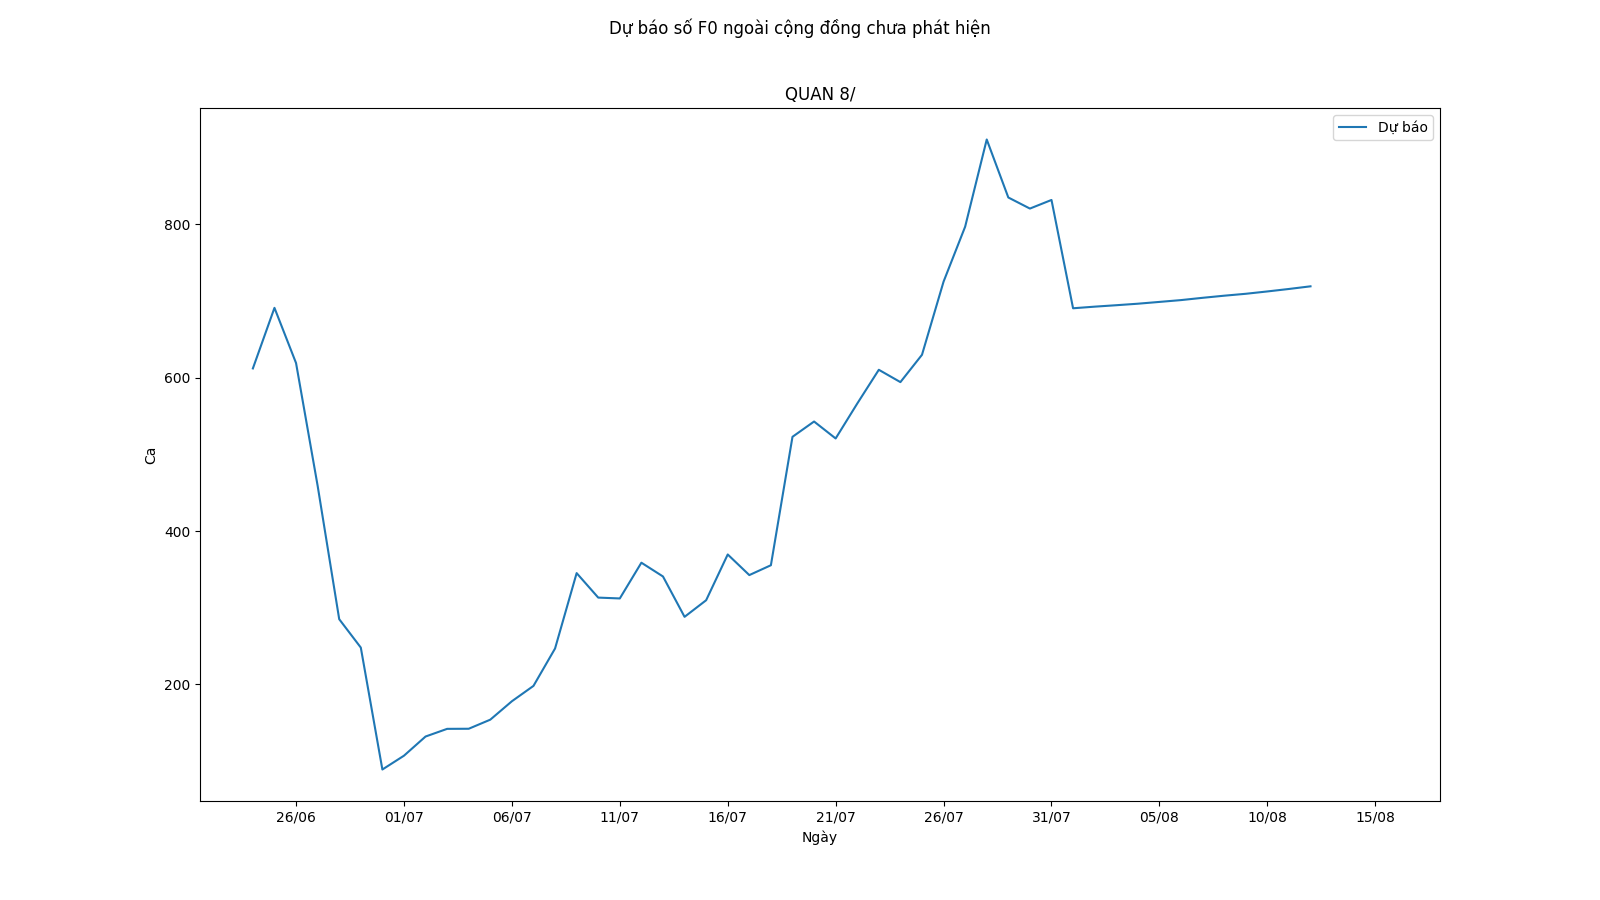 Dự báo số F0 ngoài cộng đồng chưa phát hiện
QUAN 8/
Dự báo
800
600
400
200
Ca
26/06 01/07 06/07 11/07 16/07 21/07 26/07 31/07 05/08 10/08 15/08
Ngày